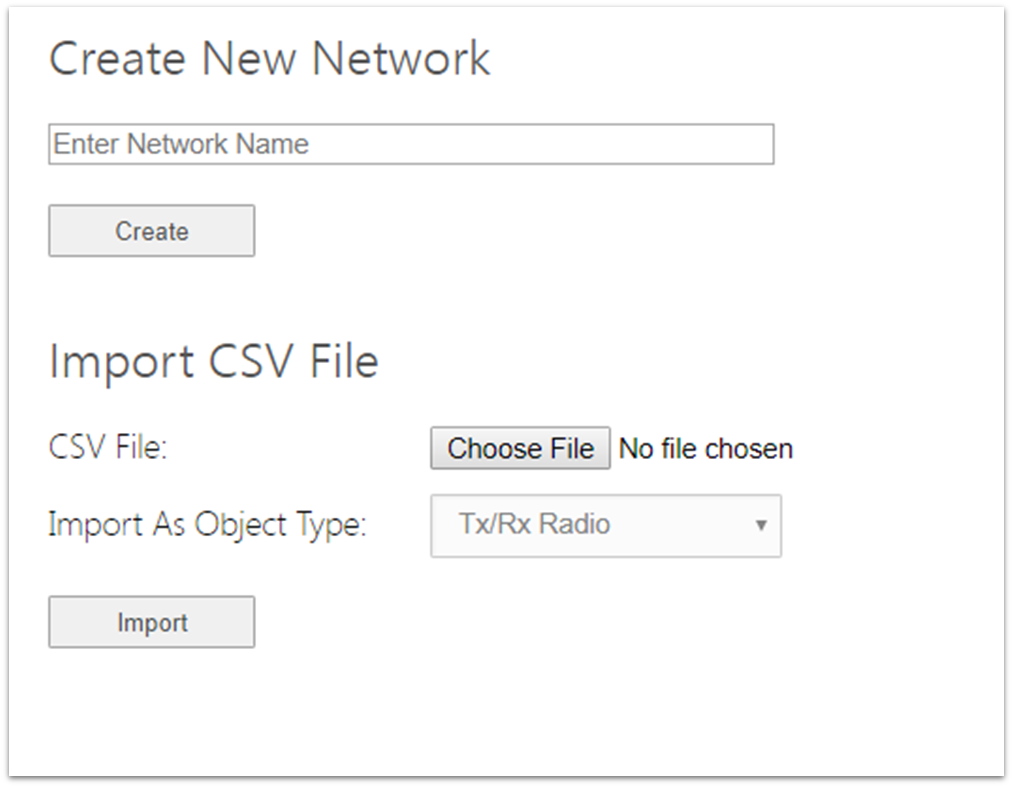 Create New Network
Enter Network Name
Create
Import CSV File
CSV File: Choose File No file chosen
Import As Object Type: Tx/Rx Radio
Import